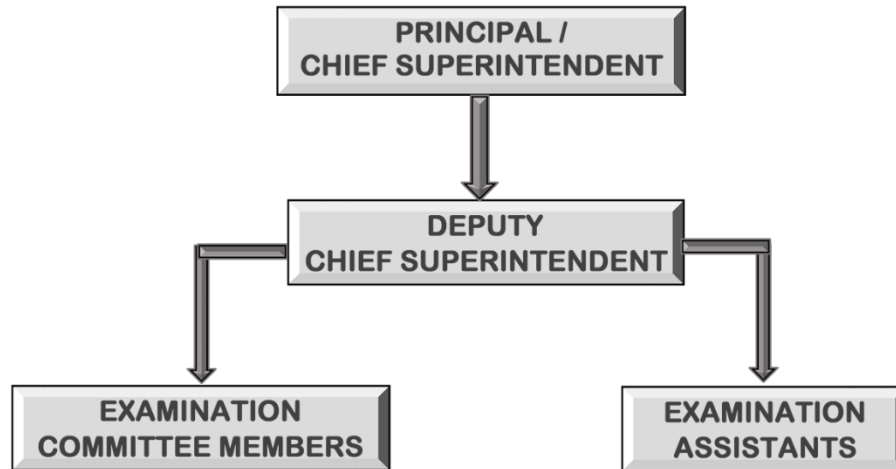 PRINCIPAL /
CHIEF SUPERINTENDENT
DEPUTY
CHIEF SUPERINTENDENT
EXAMINATION
COMMITTEE MEMBERS
EXAMINATION
ASSISTANTS